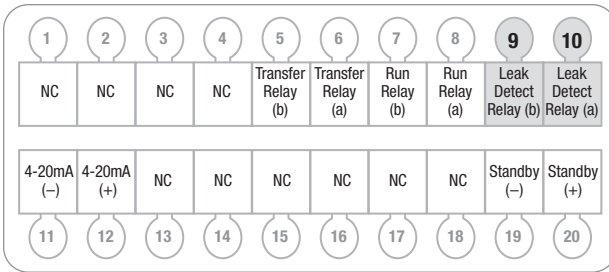 1 2 3 4 5 6 7 8 9 10
NC NC NC NC Transfer Relay (b) Transfer Relay (a) Run Relay (b) Run Relay (a) Leak Detect Relay (b) Leak Detect Relay (a)
4-20mA (–) 4-20mA (+) NC NC NC NC NC NC Standby (–) Standby (+)
11 12 13 14 15 16 17 18 19 20